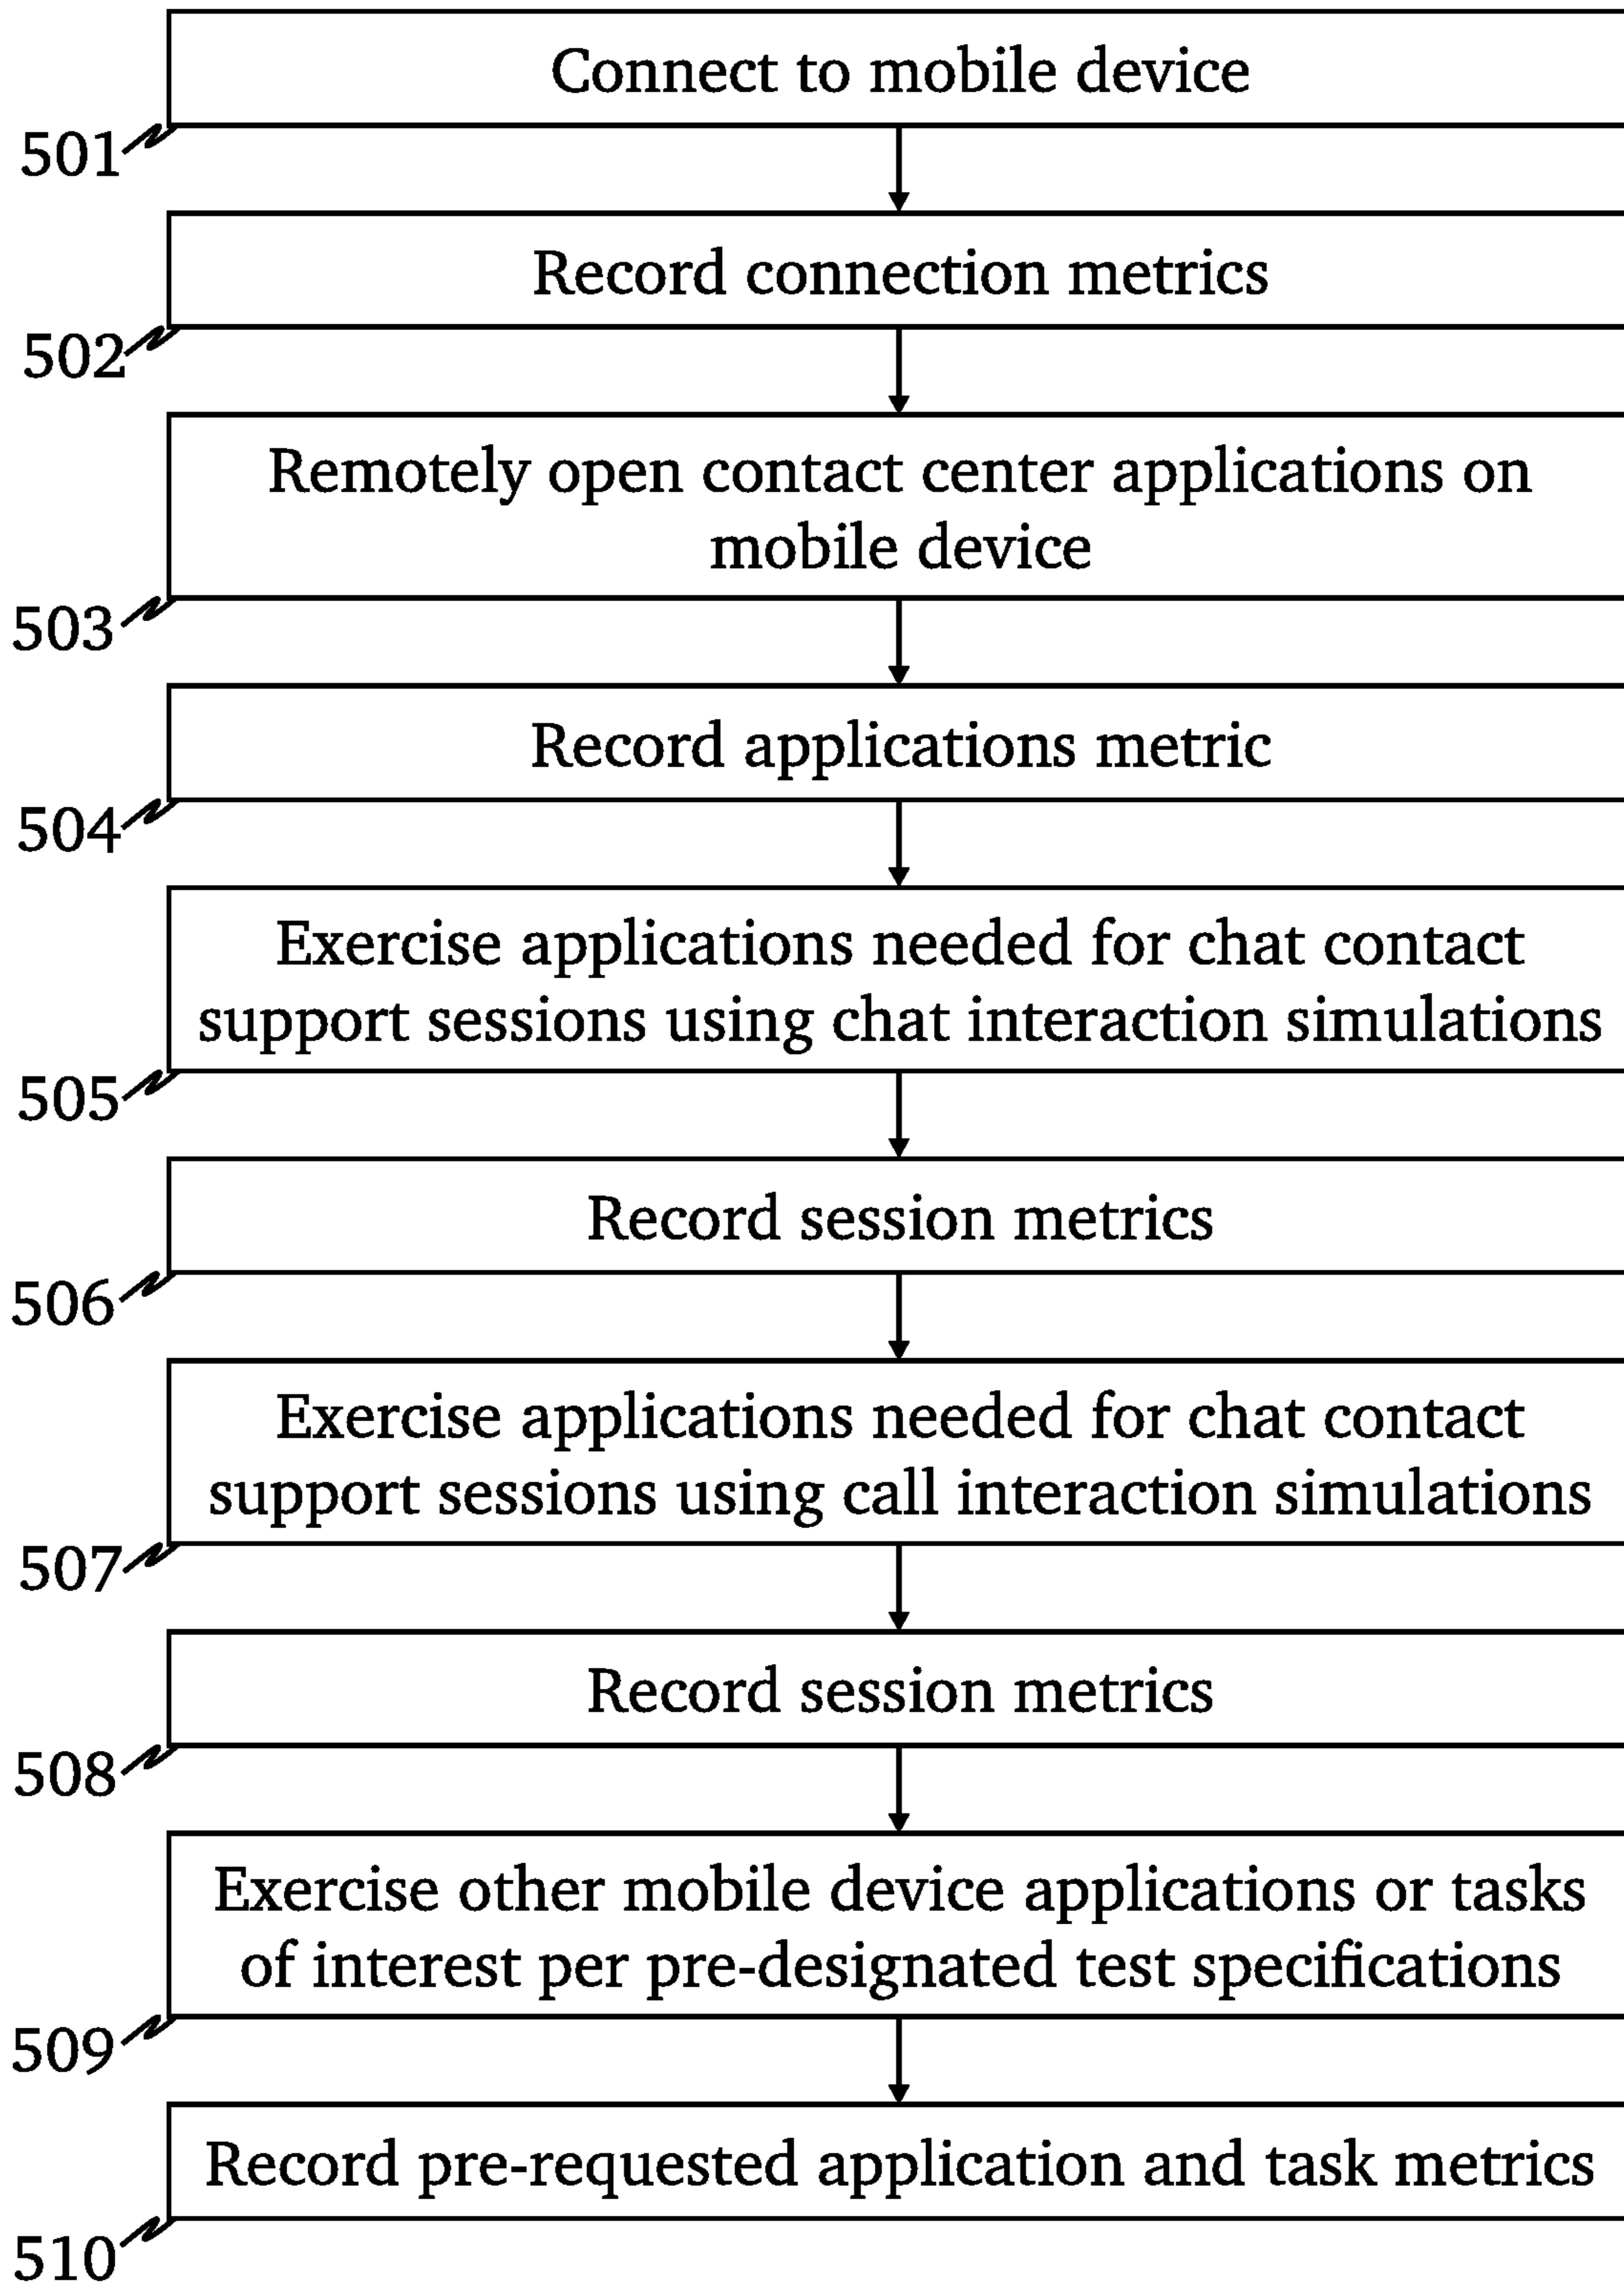 Connect to mobile device
501
Record connection metrics
502
Remotely open contact center applications on
mobile device
503
Record applications metric
504
Exercise applications needed for chat contact
support sessions using chat interaction simulations
505
Record session metrics
506
Exercise applications needed for chat contact
support sessions using call interaction simulations
507
Record session metrics
508
Exercise other mobile device applications or tasks
of interest per pre-designated test specifications
509
Record pre-requested application and task metrics
510